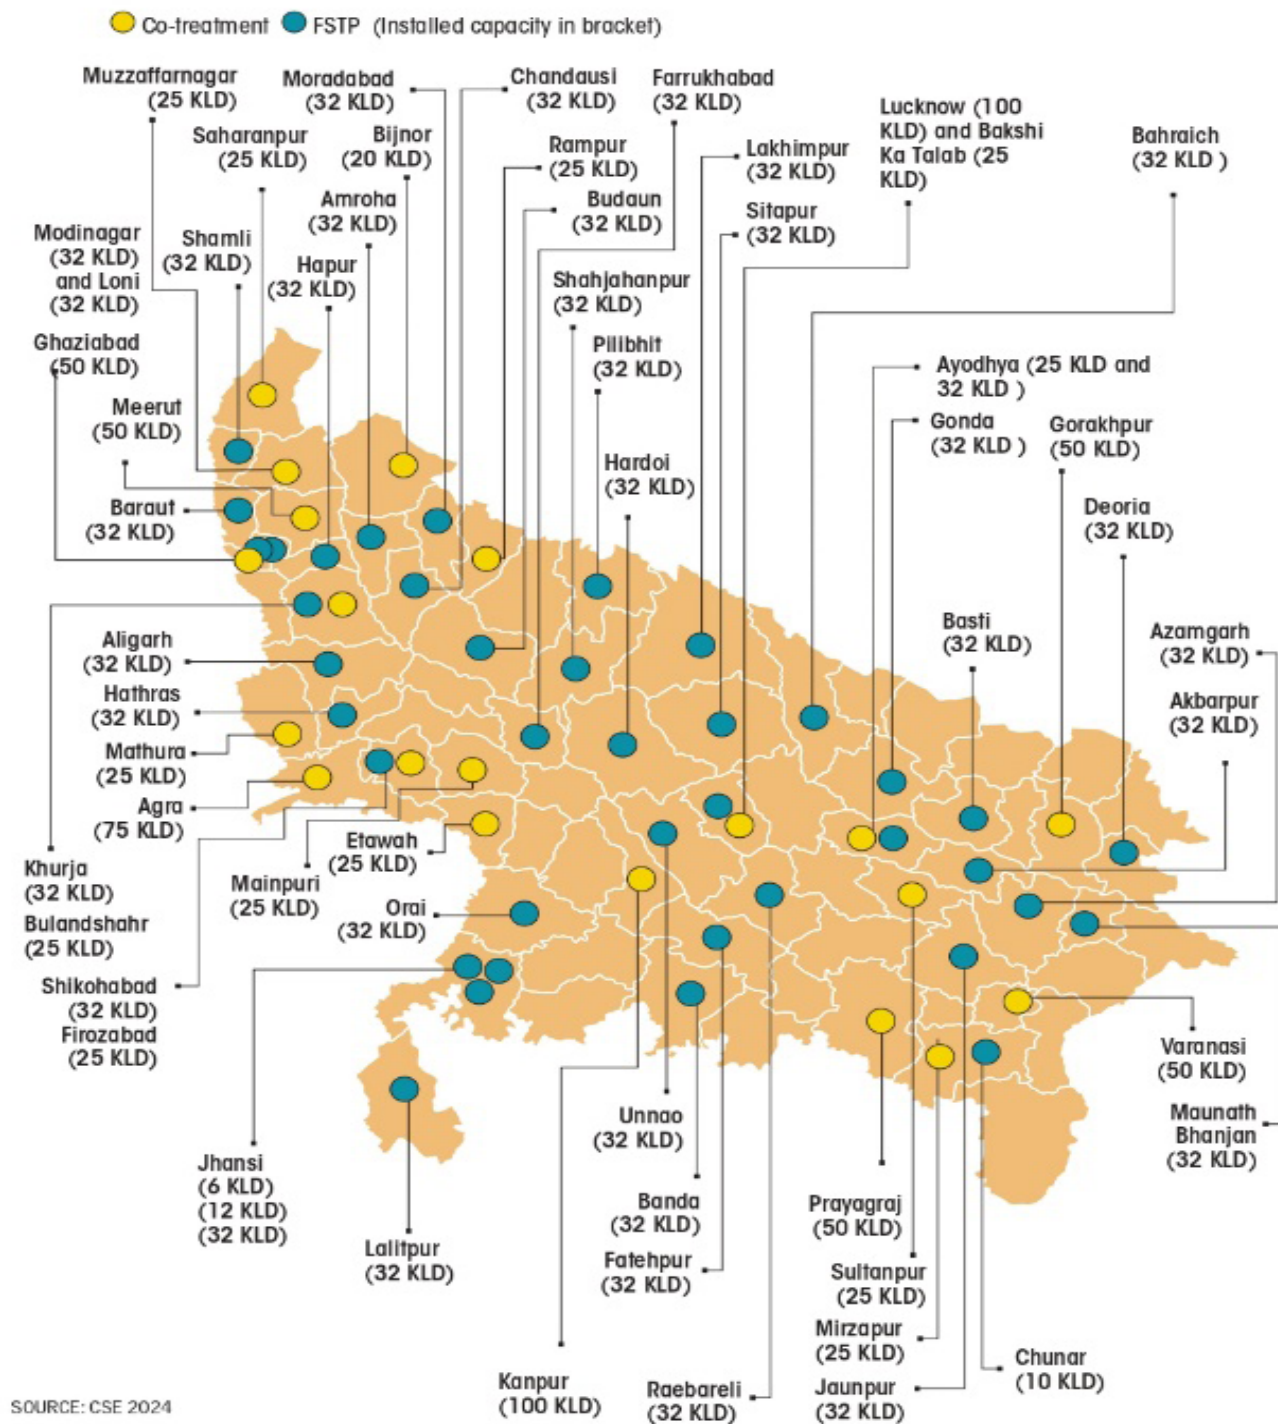 Co-treatment FSTP (Installed capacity in bracket)
Muzzaffarnagar
(25 KLD)
Moradabad
(32 KLD)
Chandausi
(32 KLD)
Farrukhabad
(32 KLD)
Lucknow (100
KLD) and Bakshi
Ka Talab (25
KLD)
Bahraich
(32 KLD )
Saharanpur
(25 KLD)
Bijnor
(20 KLD)
Rampur
(25 KLD)
Lakhimpur
(32 KLD)
Amroha
(32 KLD)
Budaun
(32 KLD)
Sitapur
(32 KLD)
Modinagar
(32 KLD)
and Loni
(32 KLD)
Shamli
(32 KLD)
Hapur
(32 KLD)
Shahjahanpur
(32 KLD)
Ghaziabad
(50 KLD)
Pilibhit
(32 KLD)
Ayodhya (25 KLD and
32 KLD )
Meerut
(50 KLD)
Gonda
(32 KLD )
Gorakhpur
(50 KLD)
Hardoi
(32 KLD)
Baraut
(32 KLD)
Deoria
(32 KLD)
Aligarh
(32 KLD)
Basti
(32 KLD)
Azamgarh
(32 KLD)
Hathras
(32 KLD)
Akbarpur
(32 KLD)
Mathura
(25 KLD)
Agra
(75 KLD)
Etawah
(25 KLD)
Khurja
(32 KLD)
Bulandshahr
(25 KLD)
Mainpuri
(25 KLD)
Orai
(32 KLD)
Shikohabad
(32 KLD)
Firozabad
(25 KLD)
Varanasi
(50 KLD)
Unnao
(32 KLD)
Maunath
Bhanjan
(32 KLD)
Jhansi
(6 KLD)
(12 KLD)
(32 KLD)
Banda
(32 KLD)
Prayagraj
(50 KLD)
Lalitpur
(32 KLD)
Fatehpur
(32 KLD)
Sultanpur
(25 KLD)
Mirzapur
(25 KLD)
Chunar
(10 KLD)
Kanpur
(100 KLD)
Raebareli
(32 KLD)
Jaunpur
(32 KLD)
SOURCE: CSE 2024